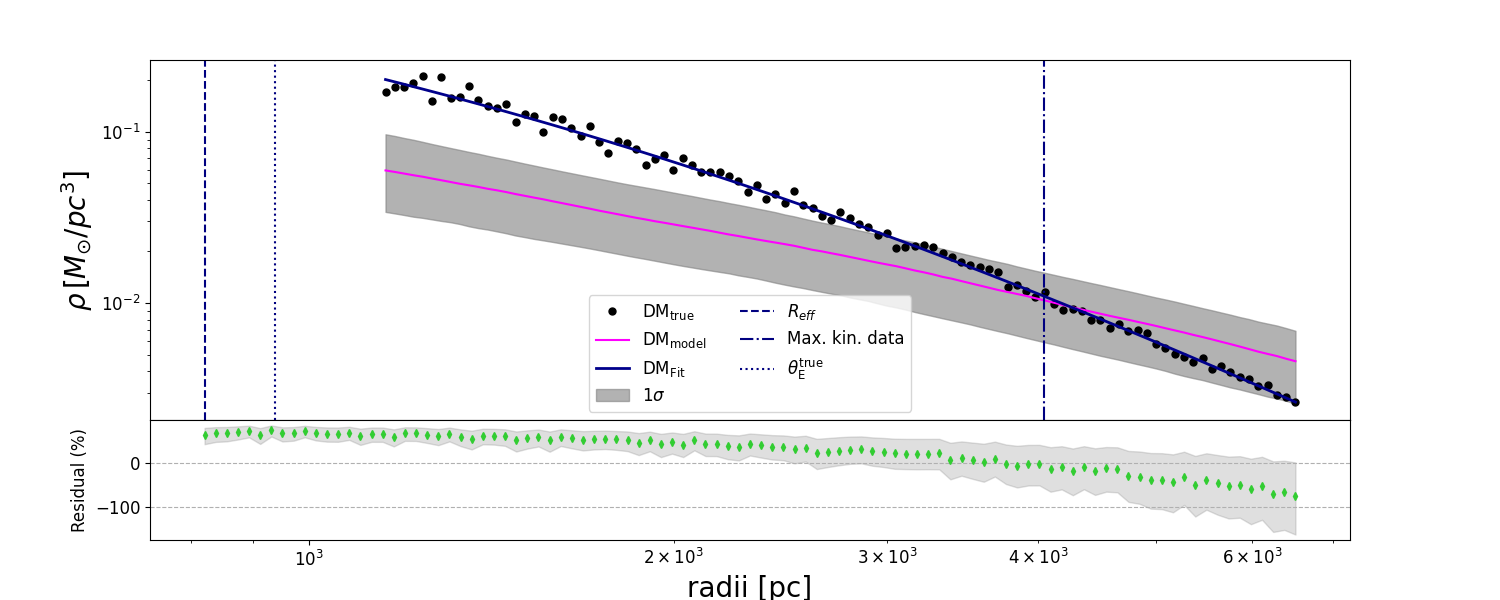 ρ [M⊙/pc³]
10⁻¹
10⁻²
DM_true
DM_model
DM_Fit
1σ
R_eff
Max. kin. data
θ_E^true
Residual (%)
0
−100
10³
2 × 10³
3 × 10³
4 × 10³
6 × 10³
radii [pc]